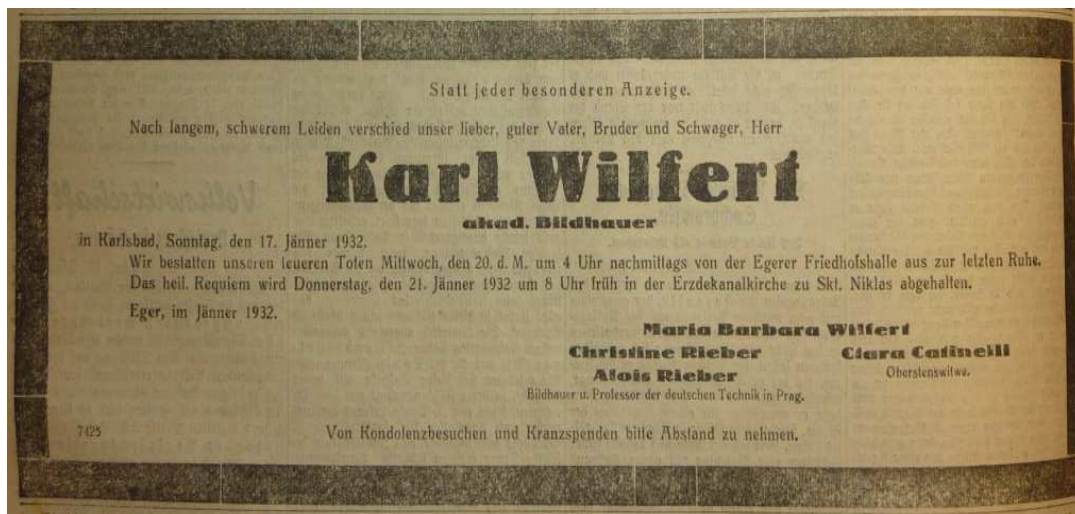 Statt jeder besonderen Anzeige.
Nach langem, schwerem Leiden verschied unser lieber, guter Vater, Bruder und Schwager, Herr
Karl Wilfert
akad. Bildhauer
in Karlsbad, Sonntag, den 17. Jänner 1932.
Wir bestatten unseren teueren Toten Mittwoch, den 20. d. M. um 4 Uhr nachmittags von der Egerer Friedhofshalle aus zur letzten Ruhe.
Das heil. Requiem wird Donnerstag, den 21. Jänner 1932 um 8 Uhr früh in der Erzdekanalkirche zu Skt. Niklas abgehalten.
Eger, im Jänner 1932.
Maria Barbara Wilfert
Christine Rieber Clara Catinelli
Alois Rieber Oberstenswitwe.
Bildhauer u. Professor der deutschen Technik in Prag.
7425 Von Kondolenzbesuchen und Kranzspenden bitte Abstand zu nehmen.